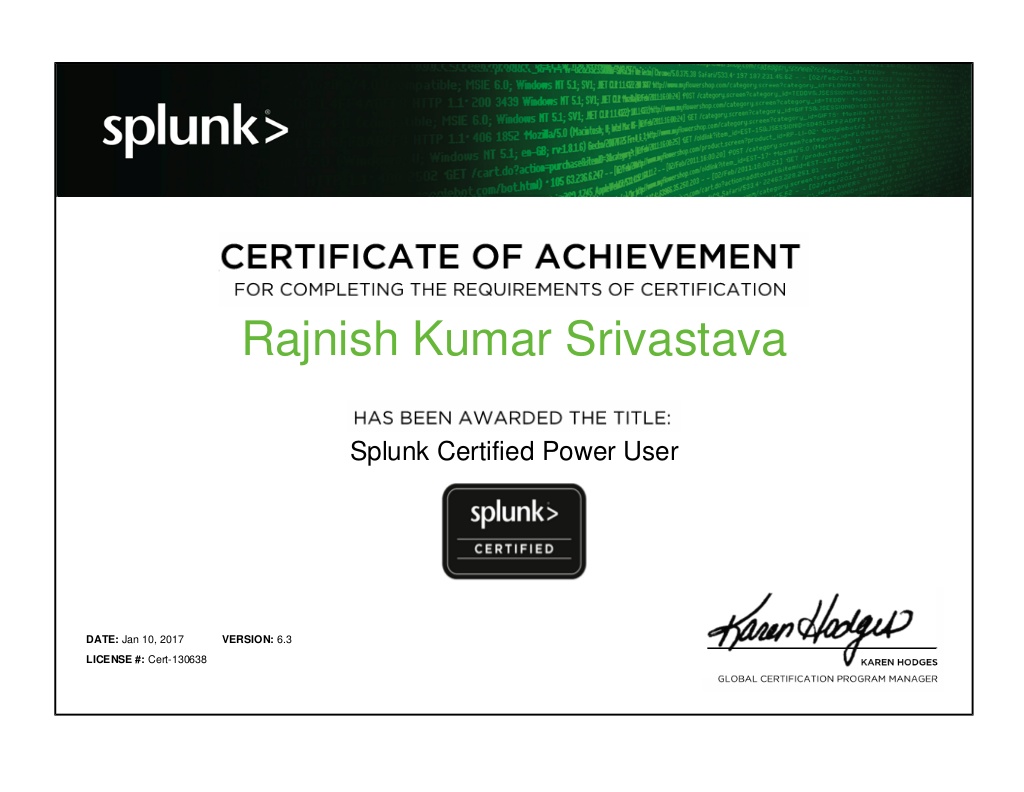 splunk>
CERTIFICATE OF ACHIEVEMENT
FOR COMPLETING THE REQUIREMENTS OF CERTIFICATION
Rajnish Kumar Srivastava
HAS BEEN AWARDED THE TITLE:
Splunk Certified Power User
splunk>
CERTIFIED
DATE: Jan 10, 2017 VERSION: 6.3
LICENSE #: Cert-130638
Karen Hodges
KAREN HODGES
GLOBAL CERTIFICATION PROGRAM MANAGER